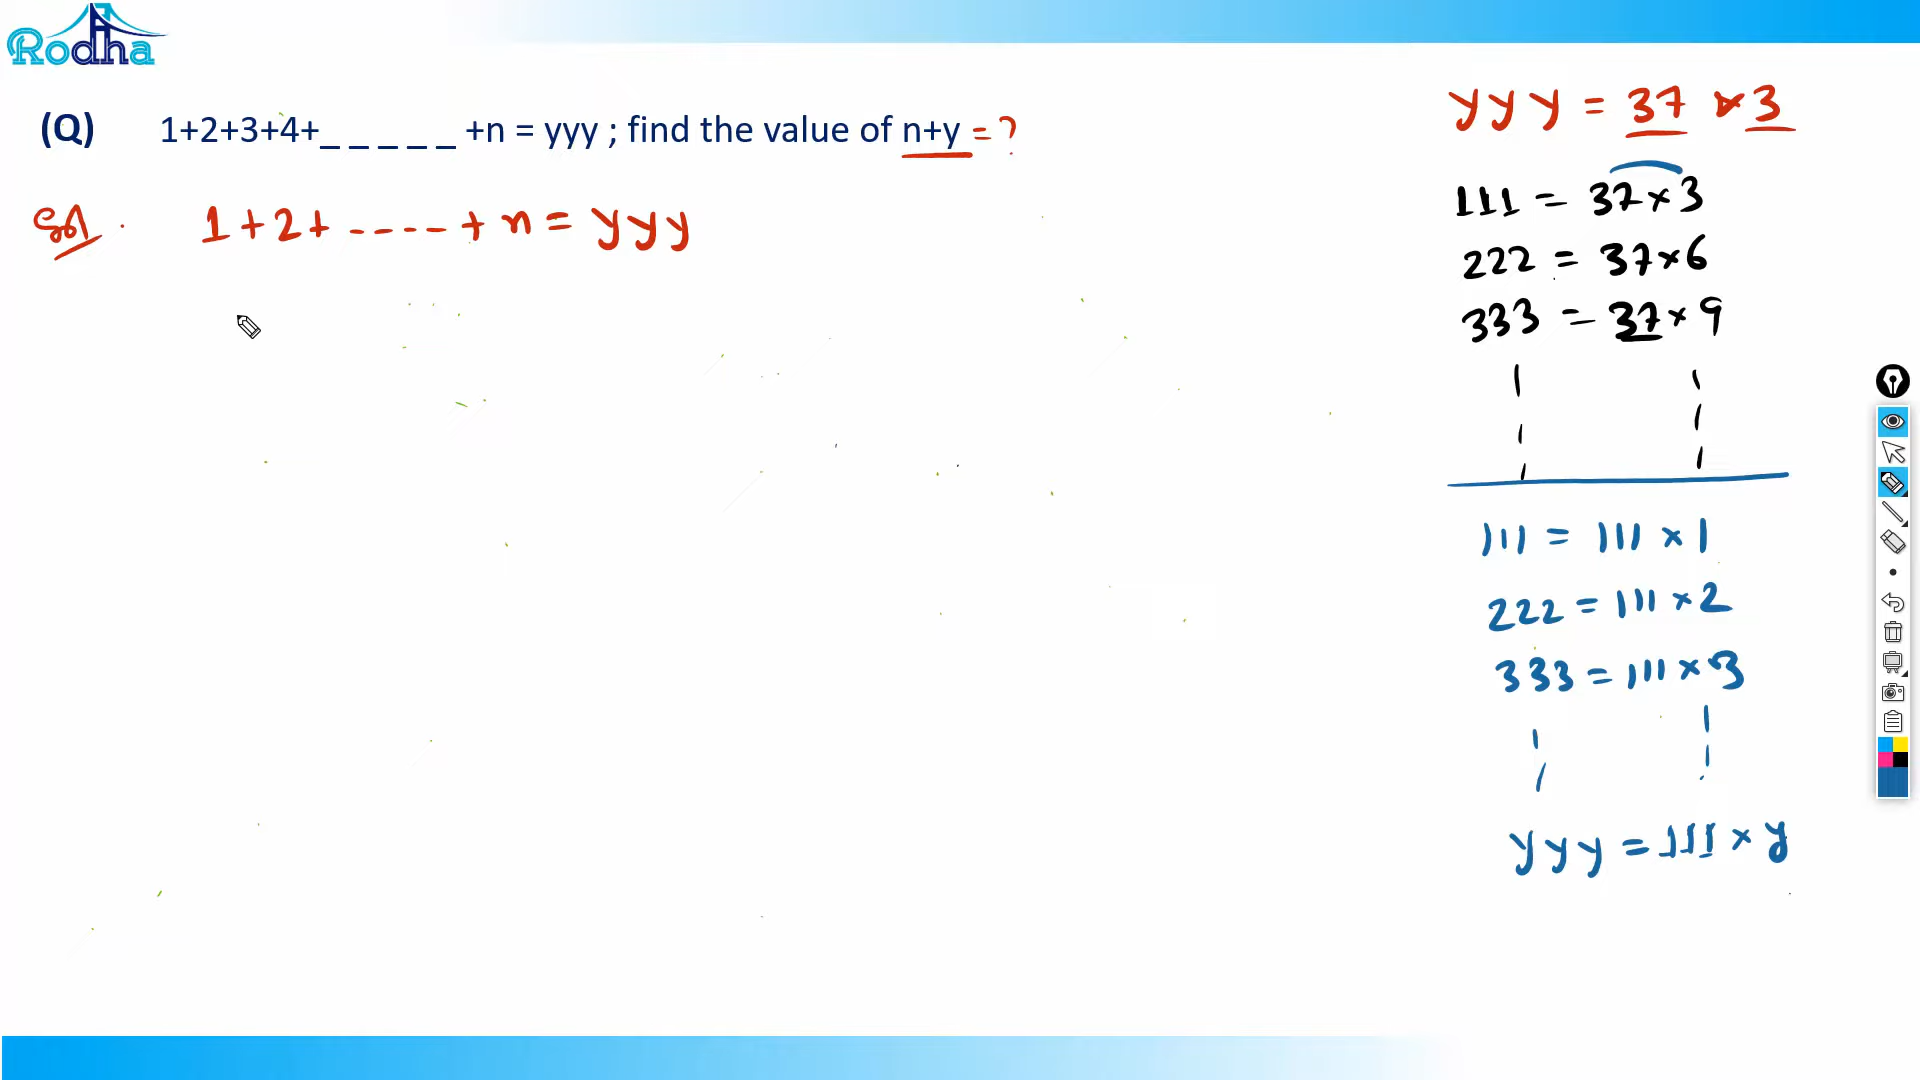 Rodha
(Q) 1+2+3+4+_ _ _ _ _ +n = yyy ; find the value of n+y = ?
Sol. 1+2+ ----- + n = yyy
yyy = 37 × 3
111 = 37×3
222 = 37×6
333 = 37×9
111 = 111 × 1
222 = 111 × 2
333 = 111 × 3
yyy = 111 × y